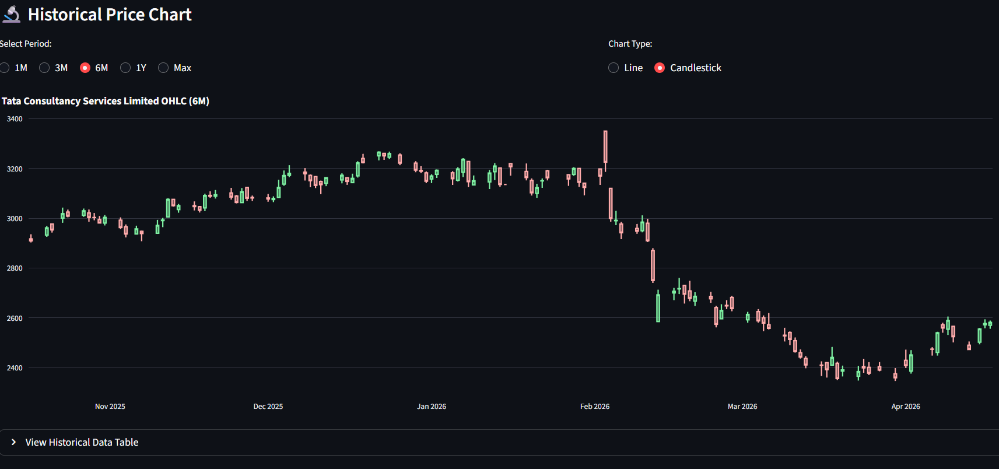 Historical Price Chart
Select Period:
Chart Type:
1M 3M 6M 1Y Max
Line Candlestick
Tata Consultancy Services Limited OHLC (6M)
3400
3200
3000
2800
2600
2400
Nov 2025 Dec 2025 Jan 2026 Feb 2026 Mar 2026 Apr 2026
View Historical Data Table